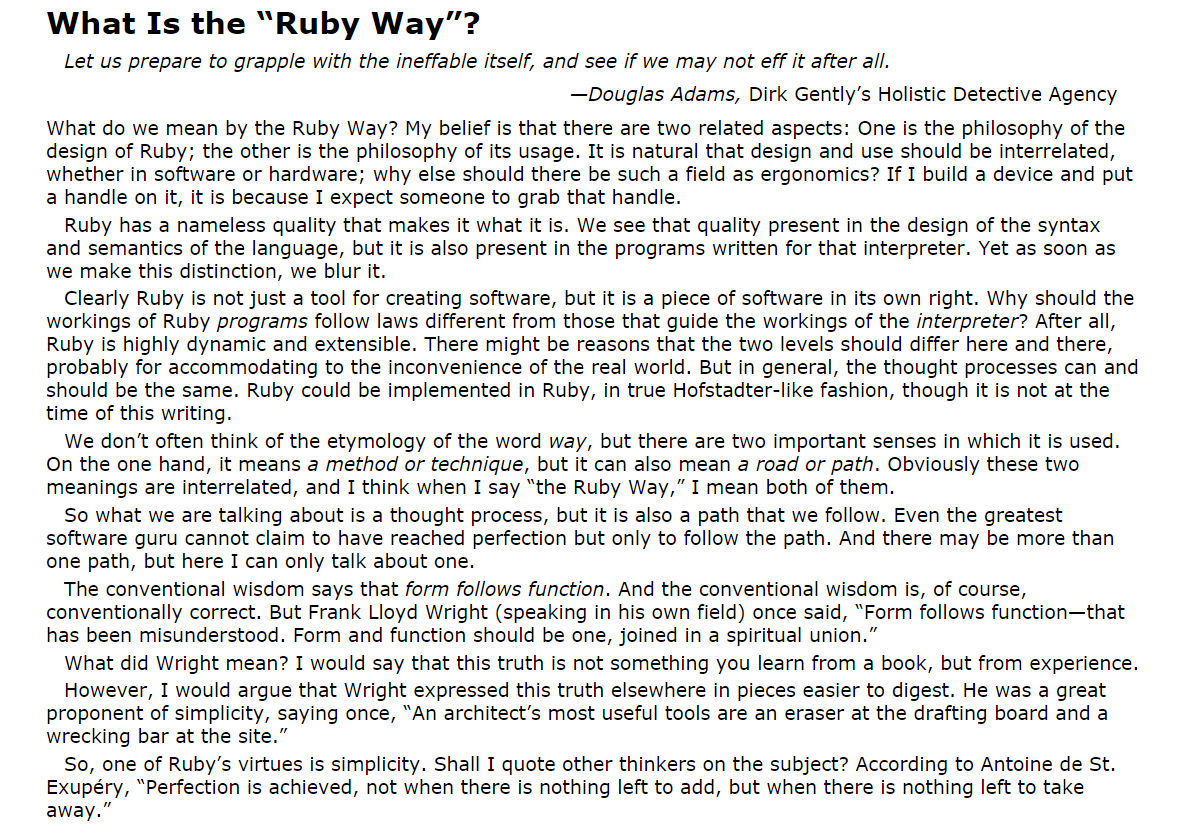 What Is the “Ruby Way”?
Let us prepare to grapple with the ineffable itself, and see if we may not eff it after all.
—Douglas Adams, Dirk Gently’s Holistic Detective Agency
What do we mean by the Ruby Way? My belief is that there are two related aspects: One is the philosophy of the
design of Ruby; the other is the philosophy of its usage. It is natural that design and use should be interrelated,
whether in software or hardware; why else should there be such a field as ergonomics? If I build a device and put
a handle on it, it is because I expect someone to grab that handle.
Ruby has a nameless quality that makes it what it is. We see that quality present in the design of the syntax
and semantics of the language, but it is also present in the programs written for that interpreter. Yet as soon as
we make this distinction, we blur it.
Clearly Ruby is not just a tool for creating software, but it is a piece of software in its own right. Why should the
workings of Ruby programs follow laws different from those that guide the workings of the interpreter? After all,
Ruby is highly dynamic and extensible. There might be reasons that the two levels should differ here and there,
probably for accommodating to the inconvenience of the real world. But in general, the thought processes can and
should be the same. Ruby could be implemented in Ruby, in true Hofstadter-like fashion, though it is not at the
time of this writing.
We don’t often think of the etymology of the word way, but there are two important senses in which it is used.
On the one hand, it means a method or technique, but it can also mean a road or path. Obviously these two
meanings are interrelated, and I think when I say “the Ruby Way,” I mean both of them.
So what we are talking about is a thought process, but it is also a path that we follow. Even the greatest
software guru cannot claim to have reached perfection but only to follow the path. And there may be more than
one path, but here I can only talk about one.
The conventional wisdom says that form follows function. And the conventional wisdom is, of course,
conventionally correct. But Frank Lloyd Wright (speaking in his own field) once said, “Form follows function—that
has been misunderstood. Form and function should be one, joined in a spiritual union.”
What did Wright mean? I would say that this truth is not something you learn from a book, but from experience.
However, I would argue that Wright expressed this truth elsewhere in pieces easier to digest. He was a great
proponent of simplicity, saying once, “An architect’s most useful tools are an eraser at the drafting board and a
wrecking bar at the site.”
So, one of Ruby’s virtues is simplicity. Shall I quote other thinkers on the subject? According to Antoine de St.
Exupéry, “Perfection is achieved, not when there is nothing left to add, but when there is nothing left to take
away.”